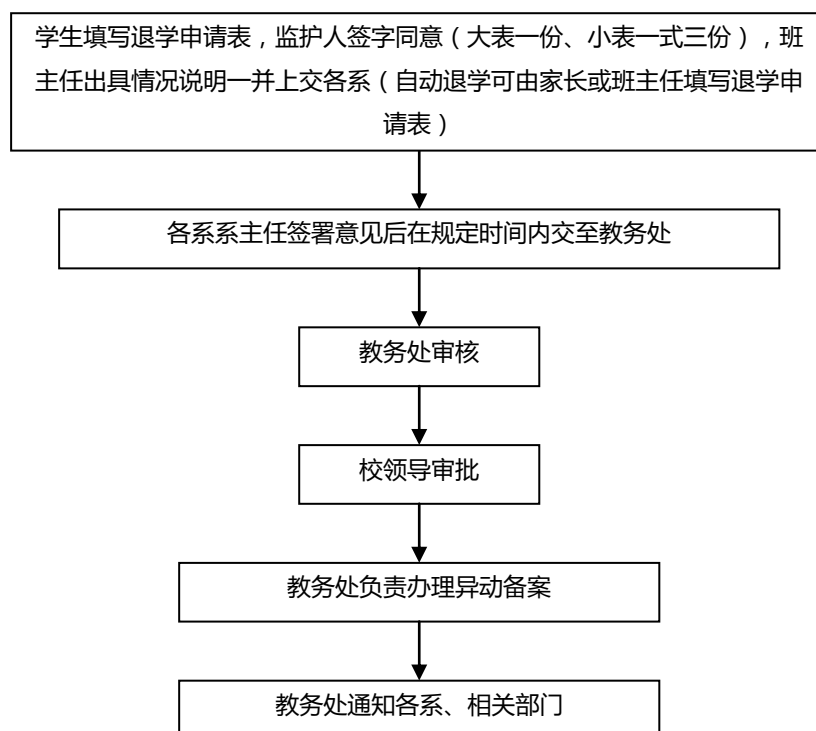 学生填写退学申请表，监护人签字同意（大表一份、小表一式三份），班
主任出具情况说明一并上交各系（自动退学可由家长或班主任填写退学申
请表）
各系系主任签署意见后在规定时间内交至教务处
教务处审核
校领导审批
教务处负责办理异动备案
教务处通知各系、相关部门